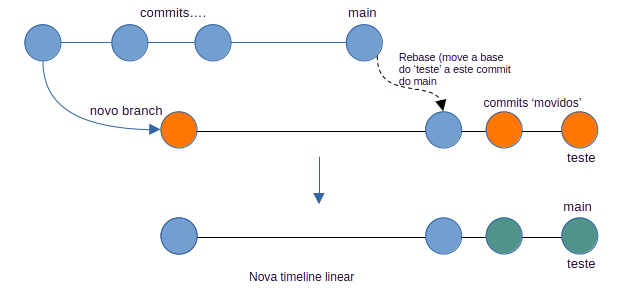 commits....
main
Rebase (move a base
do ‘teste’ a este commit
do main
novo branch
commits ‘movidos’
teste
main
teste
Nova timeline linear